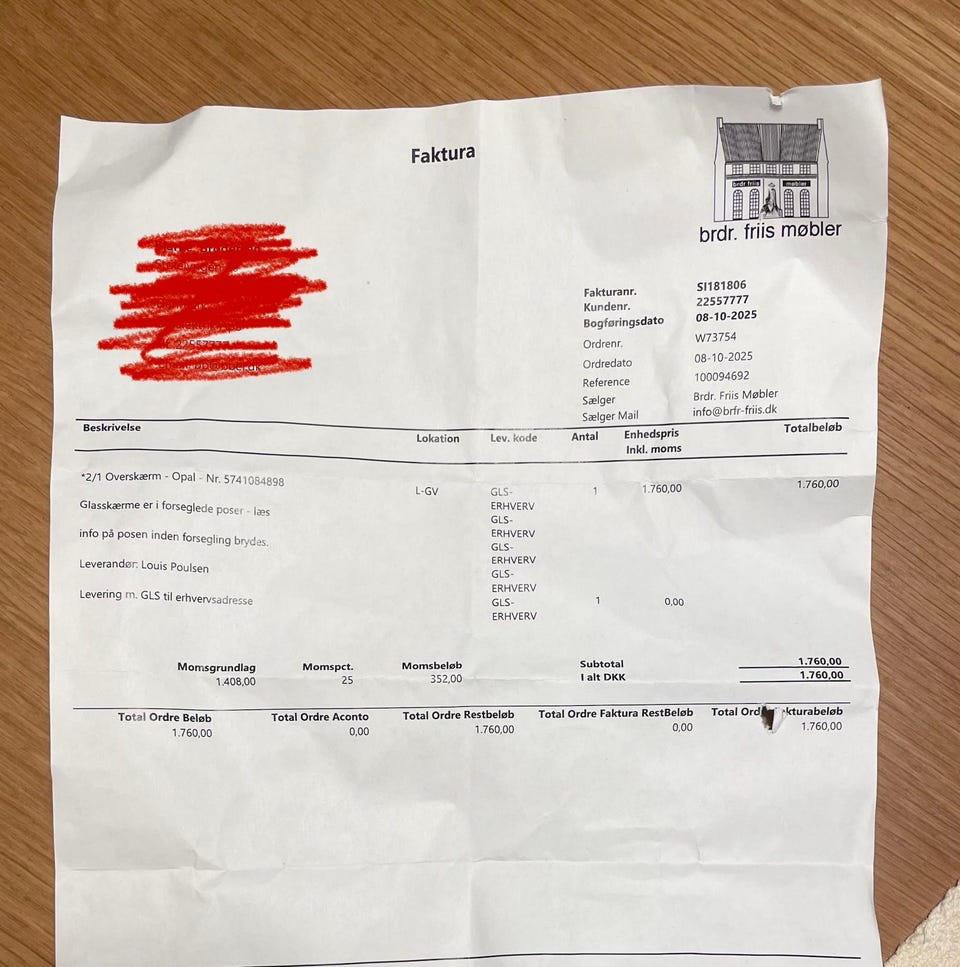 Faktura
brdr friis møbler
brdr. friis møbler
Fakturanr. SI181806
Kundenr. 22557777
Bogføringsdato 08-10-2025
Ordrenr. W73754
Ordredato 08-10-2025
Reference 100094692
Sælger Brdr. Friis Møbler
Sælger Mail info@brfr-friis.dk
Beskrivelse Lokation Lev. kode Antal Enhedspris Totalbeløb
Inkl. moms
*2/1 Overskærm - Opal - Nr. 5741084898 L-GV GLS- 1 1.760,00 1.760,00
ERHVERV
Glasskærme er i forseglede poser - læs GLS-
ERHVERV
info på posen inden forsegling brydes. GLS-
ERHVERV
Leverandør: Louis Poulsen GLS-
ERHVERV
Levering m. GLS til erhvervsadresse GLS- 1 0,00
ERHVERV
Momsgrundlag Momspct. Momsbeløb Subtotal 1.760,00
1.408,00 25 352,00 I alt DKK 1.760,00
Total Ordre Beløb Total Ordre Aconto Total Ordre Restbeløb Total Ordre Faktura RestBeløb Total
1.760,00 0,00 1.760,00 0,00 1.760,00